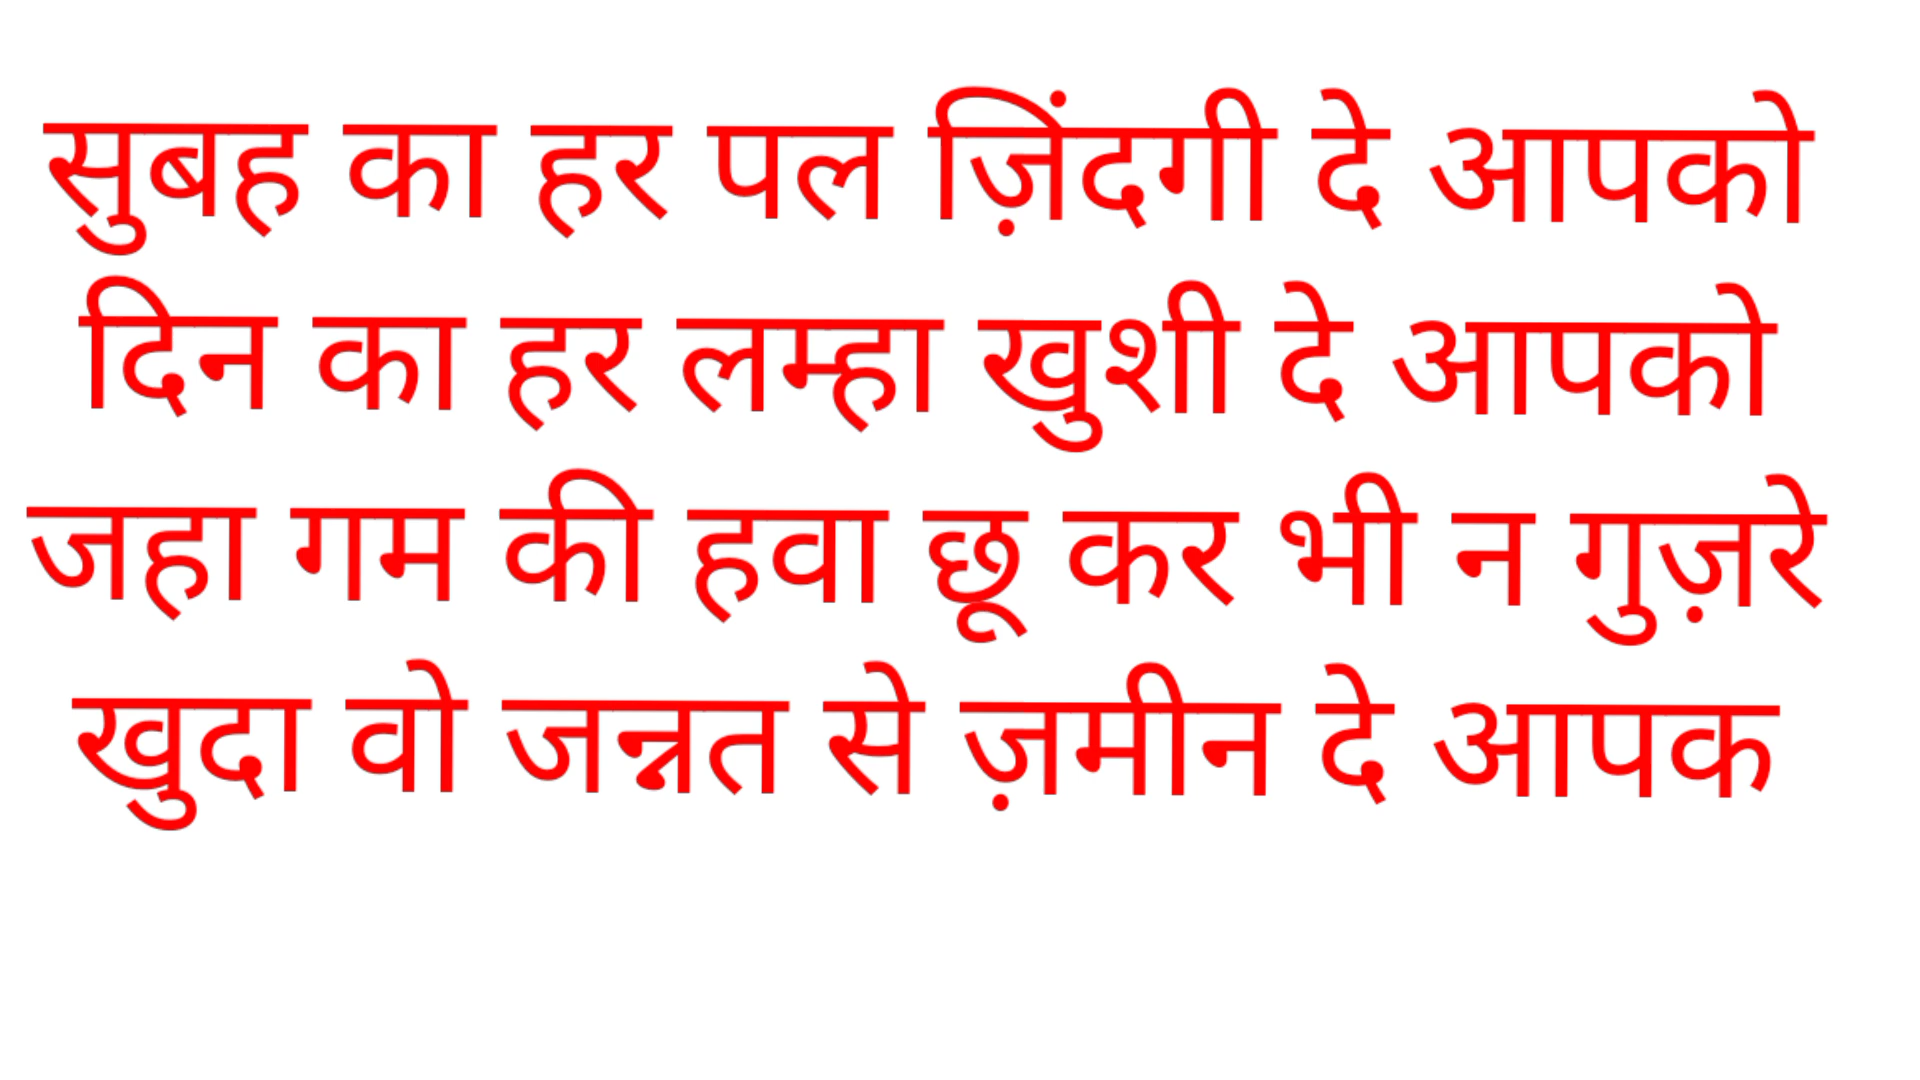 सुबह का हर पल ज़िंदगी दे आपको
दिन का हर लम्हा खुशी दे आपको
जहा गम की हवा छू कर भी न गुज़रे
खुदा वो जन्नत से ज़मीन दे आपक